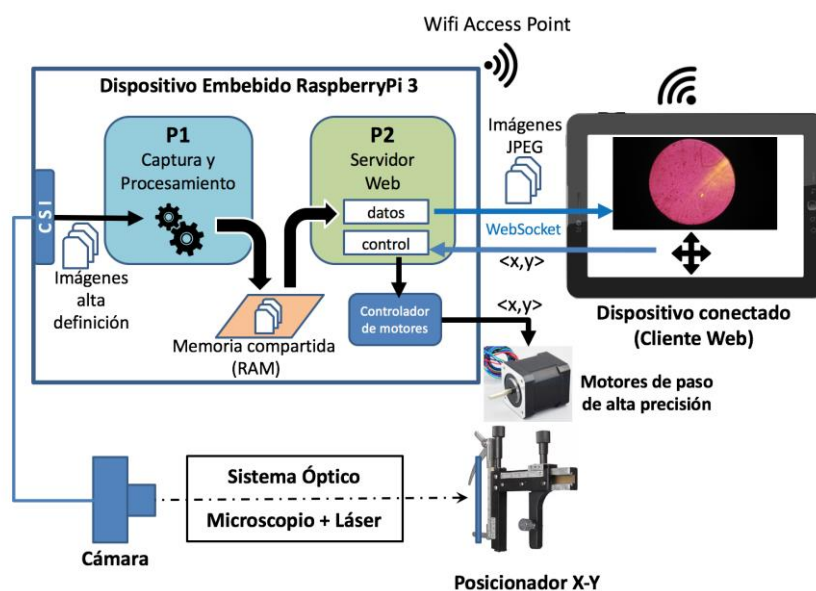 Wifi Access Point
Dispositivo Embebido RaspberryPi 3
P1
Captura y
Procesamiento
P2
Servidor
Web
datos
control
CSI
Imágenes
alta
definición
Memoria compartida
(RAM)
Controlador
de motores
Imágenes
JPEG
WebSocket
<x,y>
<x,y>
Dispositivo conectado
(Cliente Web)
Motores de paso
de alta precisión
Sistema Óptico
Microscopio + Láser
Cámara
Posicionador X-Y